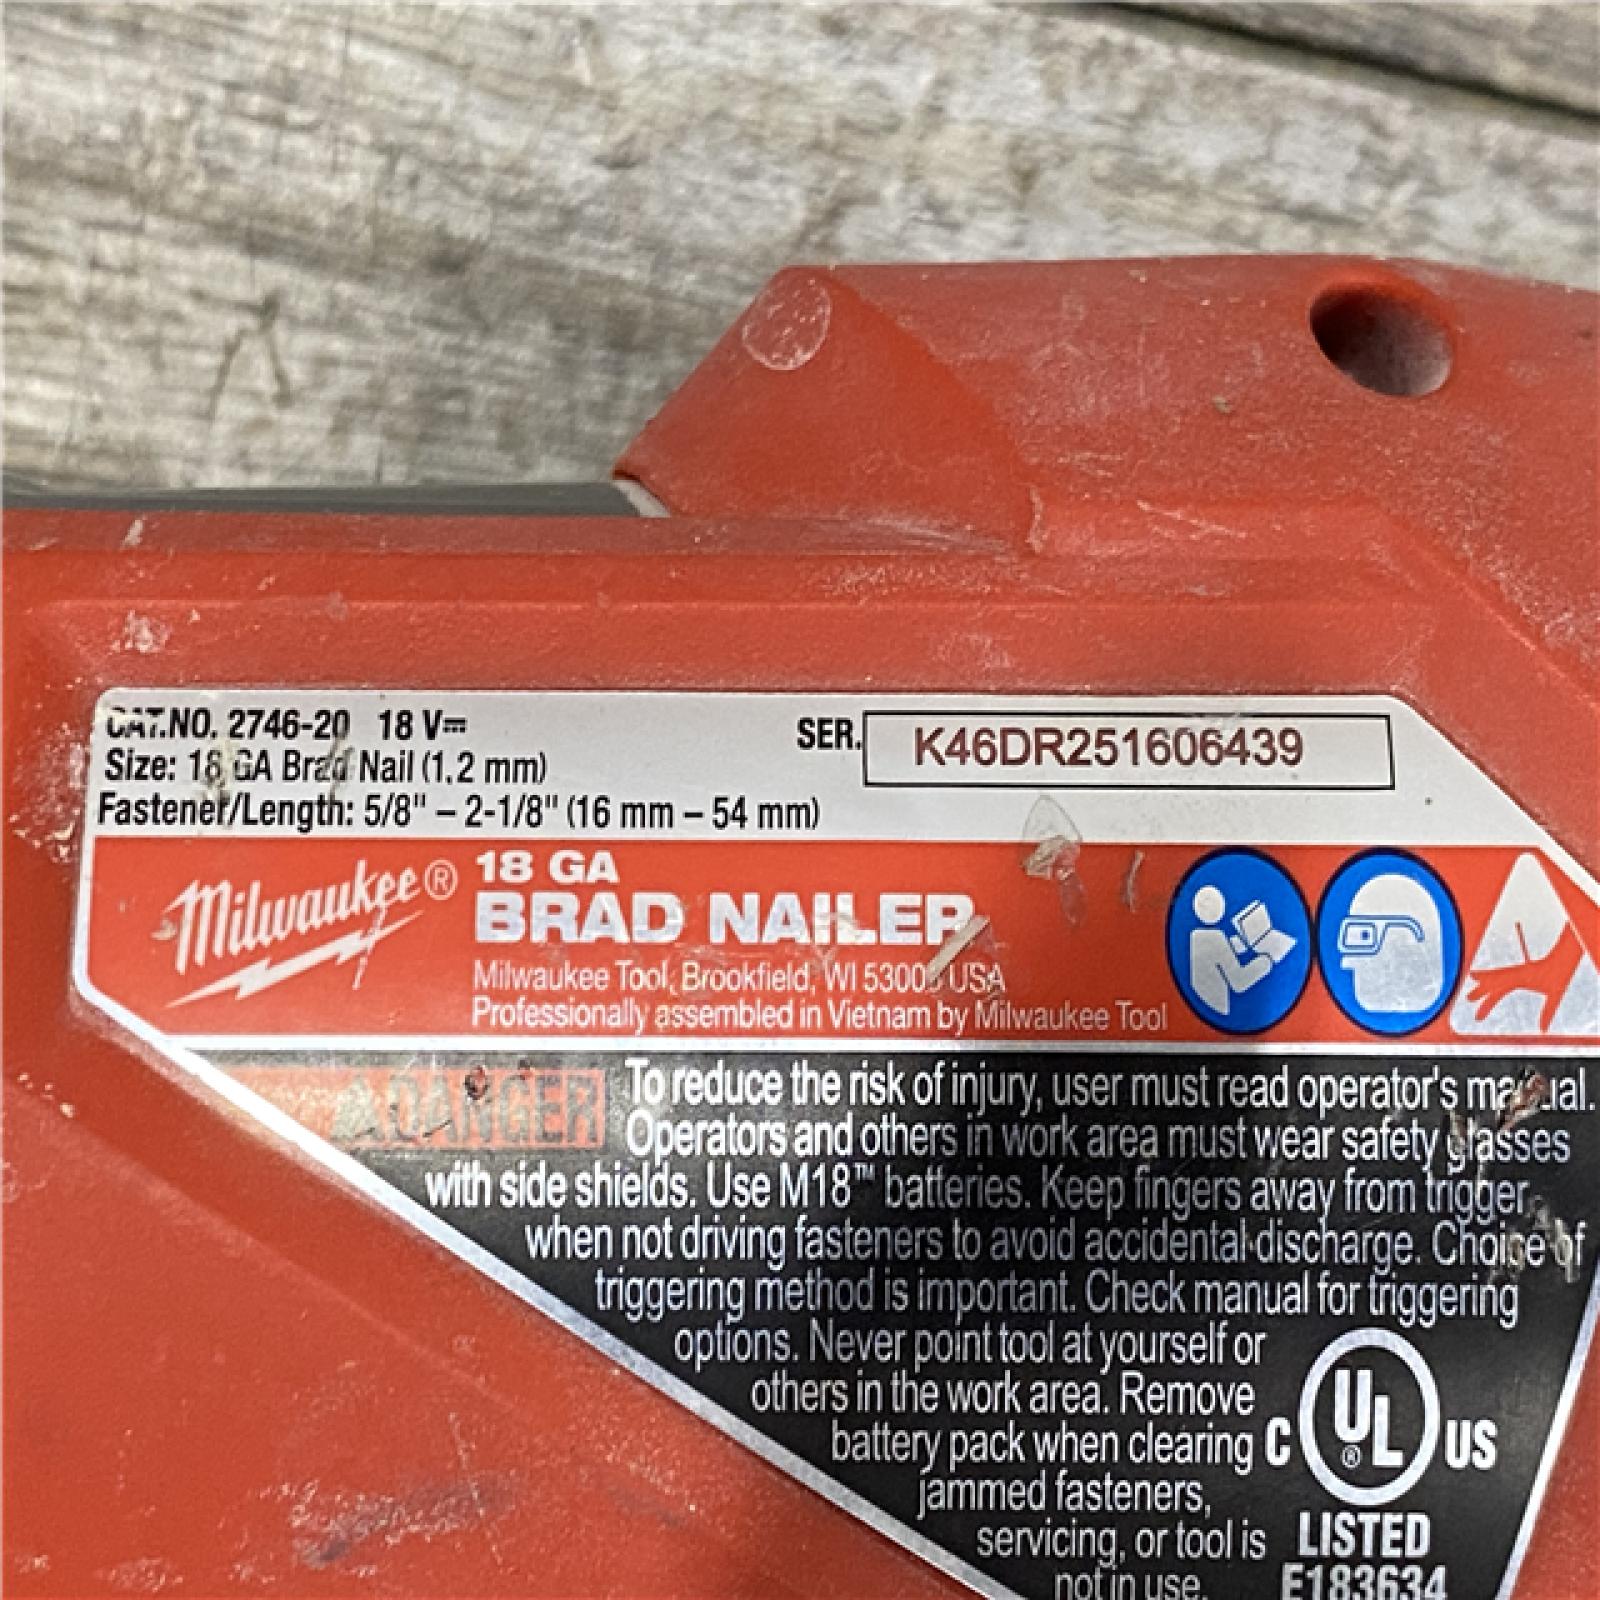 CAT.NO. 2746-20 18 V⎓ SER. K46DR251606439
Size: 18 GA Brad Nail (1.2 mm)
Fastener/Length: 5/8" – 2-1/8" (16 mm – 54 mm)
Milwaukee® 18 GA
BRAD NAILER
Milwaukee Tool, Brookfield, WI 53005 USA
Professionally assembled in Vietnam by Milwaukee Tool
DANGER To reduce the risk of injury, user must read operator's manual.
Operators and others in work area must wear safety glasses
with side shields. Use M18™ batteries. Keep fingers away from trigger
when not driving fasteners to avoid accidental discharge. Choice of
triggering method is important. Check manual for triggering
options. Never point tool at yourself or
others in the work area. Remove
battery pack when clearing
jammed fasteners,
servicing, or tool is
not in use.
C UL® US
LISTED
E183634